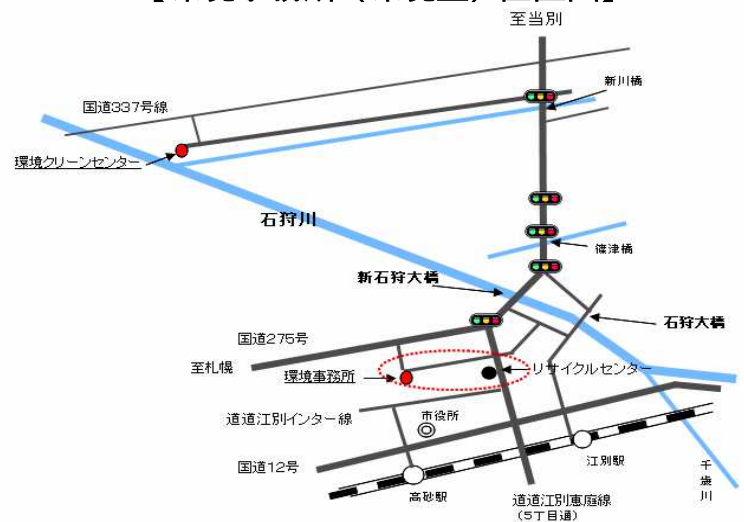 至当別
新川橋
国道337号線
環境クリーンセンター
石狩川
篠津橋
新石狩大橋
石狩大橋
国道275号
至札幌
環境事務所
リサイクルセンター
道道江別インター線
市役所
国道12号
江別駅
高砂駅
千歳川
道道江別恵庭線
(5丁目通)